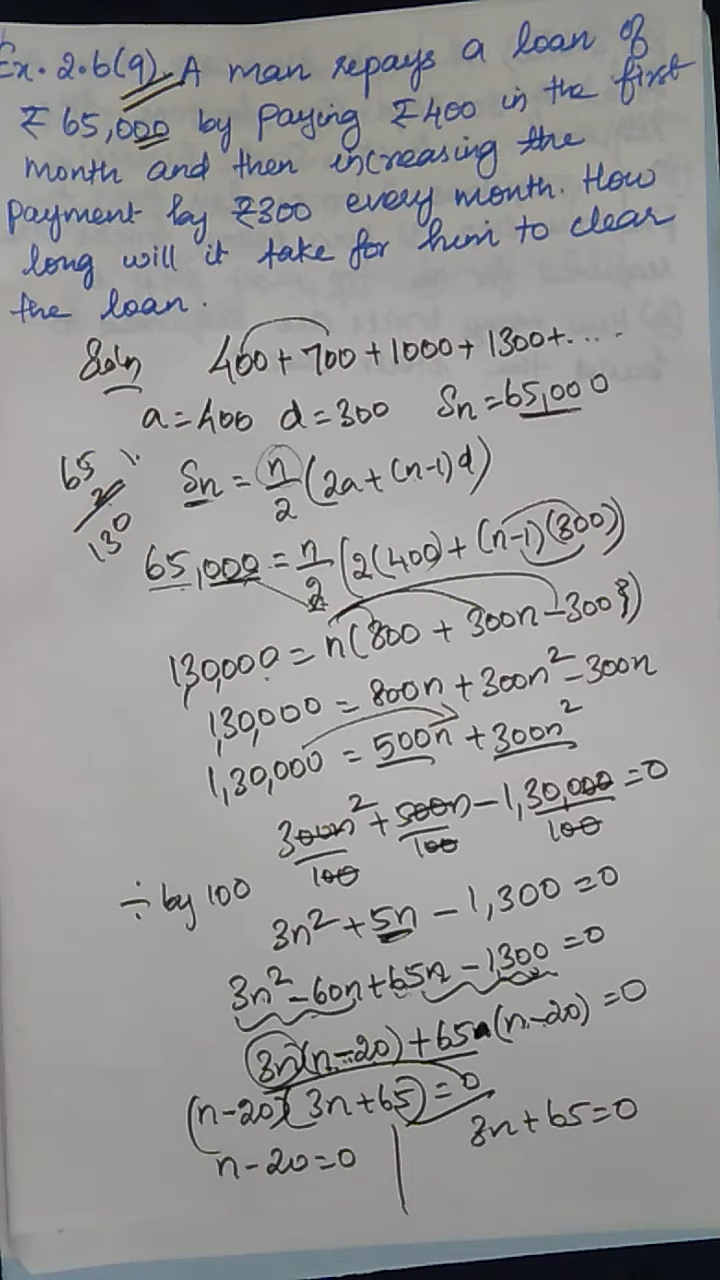 Ex. 2.6(9). A man repays a loan of
₹ 65,000 by paying ₹400 in the first
month and then increasing the
payment by ₹300 every month. How
long will it take for him to clear
the loan.
Soln 400 + 700 + 1000 + 1300 + ....
a = 400 d = 300 Sn = 65,000
65
2
130
Sn = n/2 (2a + (n-1)d)
65,000 = n/2 (2(400) + (n-1)(300))
1,30,000 = n(800 + 300n - 300)
1,30,000 = 800n + 300n² - 300n
1,30,000 = 500n + 300n²
300n²/100 + 500n/100 - 1,30,000/100 = 0
÷ by 100
3n² + 5n - 1,300 = 0
3n² - 60n + 65n - 1300 = 0
3n(n-20) + 65(n-20) = 0
(n-20)(3n+65) = 0
n-20=0 3n+65=0